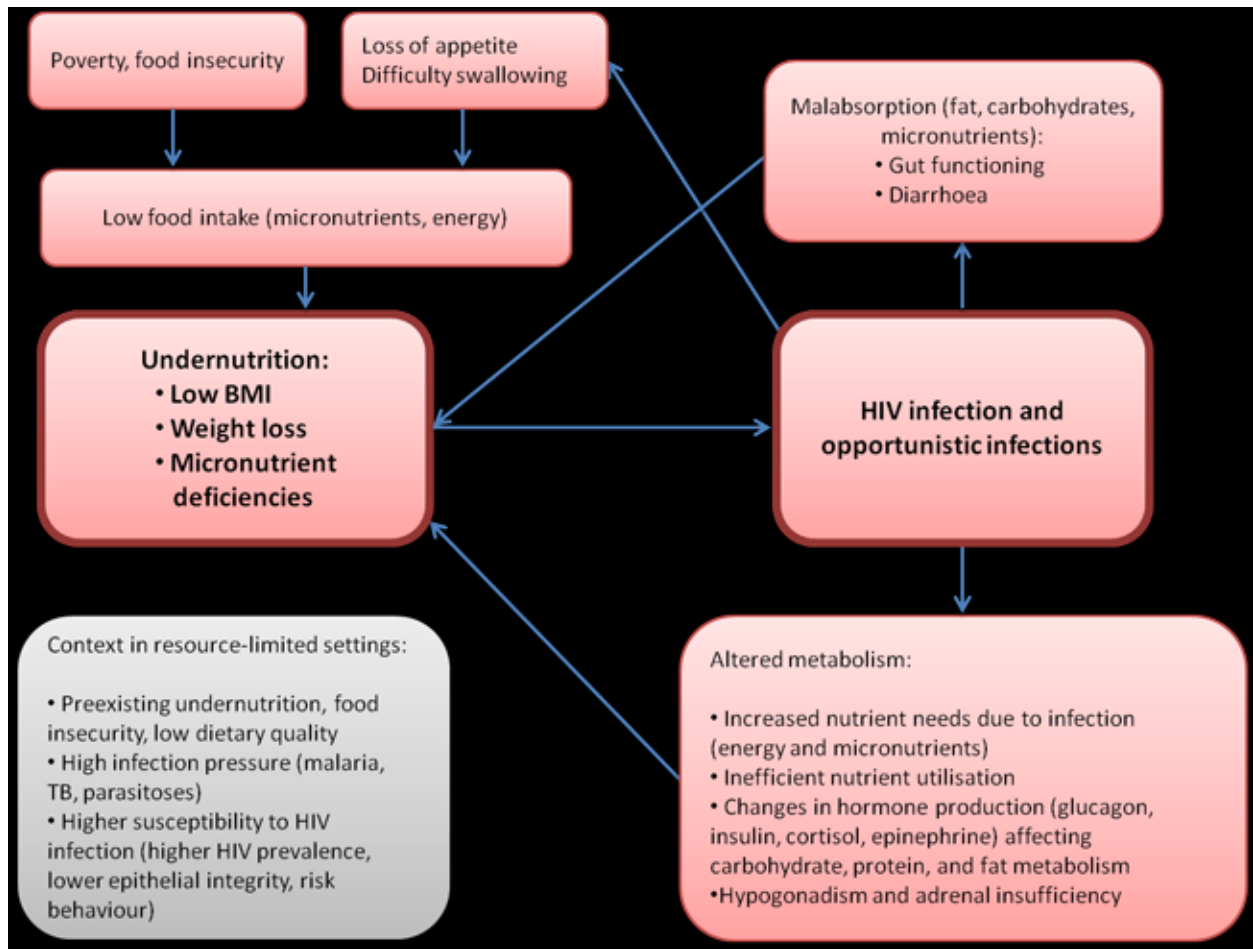 Poverty, food insecurity
Loss of appetite
Difficulty swallowing
Low food intake (micronutrients, energy)
Malabsorption (fat, carbohydrates,
micronutrients):
• Gut functioning
• Diarrhoea
Undernutrition:
• Low BMI
• Weight loss
• Micronutrient
deficiencies
HIV infection and
opportunistic infections
Context in resource-limited settings:
• Preexisting undernutrition, food
insecurity, low dietary quality
• High infection pressure (malaria,
TB, parasitoses)
• Higher susceptibility to HIV
infection (higher HIV prevalence,
lower epithelial integrity, risk
behaviour)
Altered metabolism:
• Increased nutrient needs due to infection
(energy and micronutrients)
• Inefficient nutrient utilisation
• Changes in hormone production (glucagon,
insulin, cortisol, epinephrine) affecting
carbohydrate, protein, and fat metabolism
•Hypogonadism and adrenal insufficiency